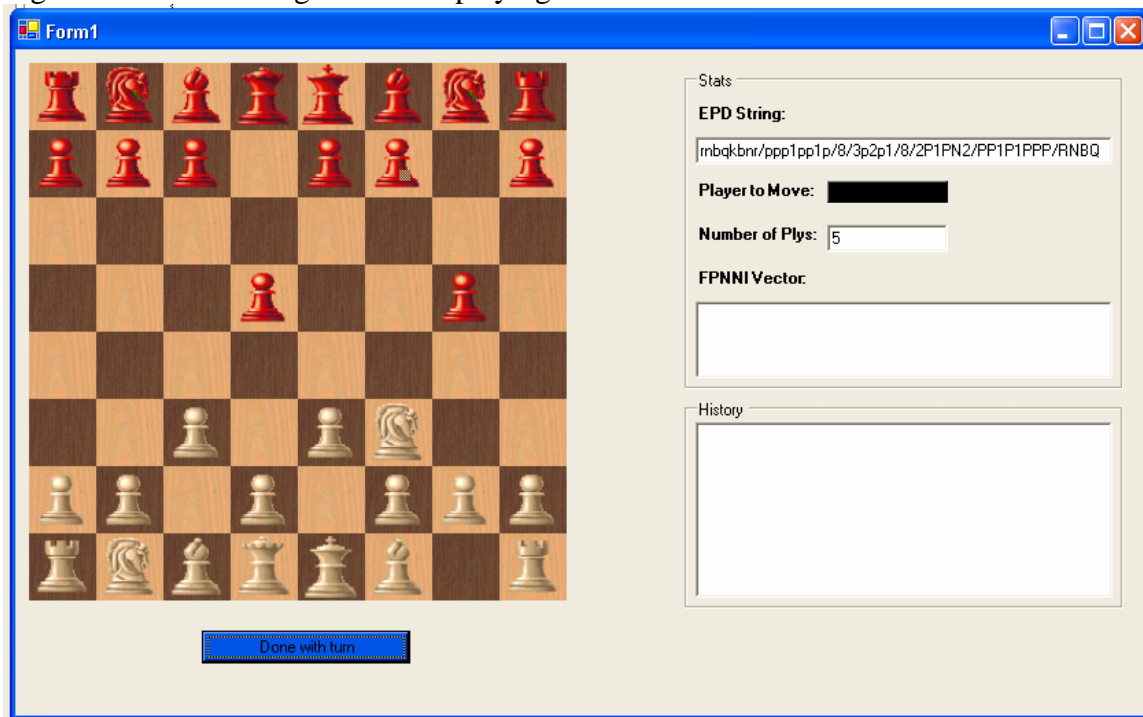 Form1
Stats
EPD String:
rnbqkbnr/ppp1pp1p/8/3p2p1/8/2P1PN2/PP1P1PPP/RNBQ
Player to Move:
Number of Plys: 5
FPNNI Vector:
History
Done with turn